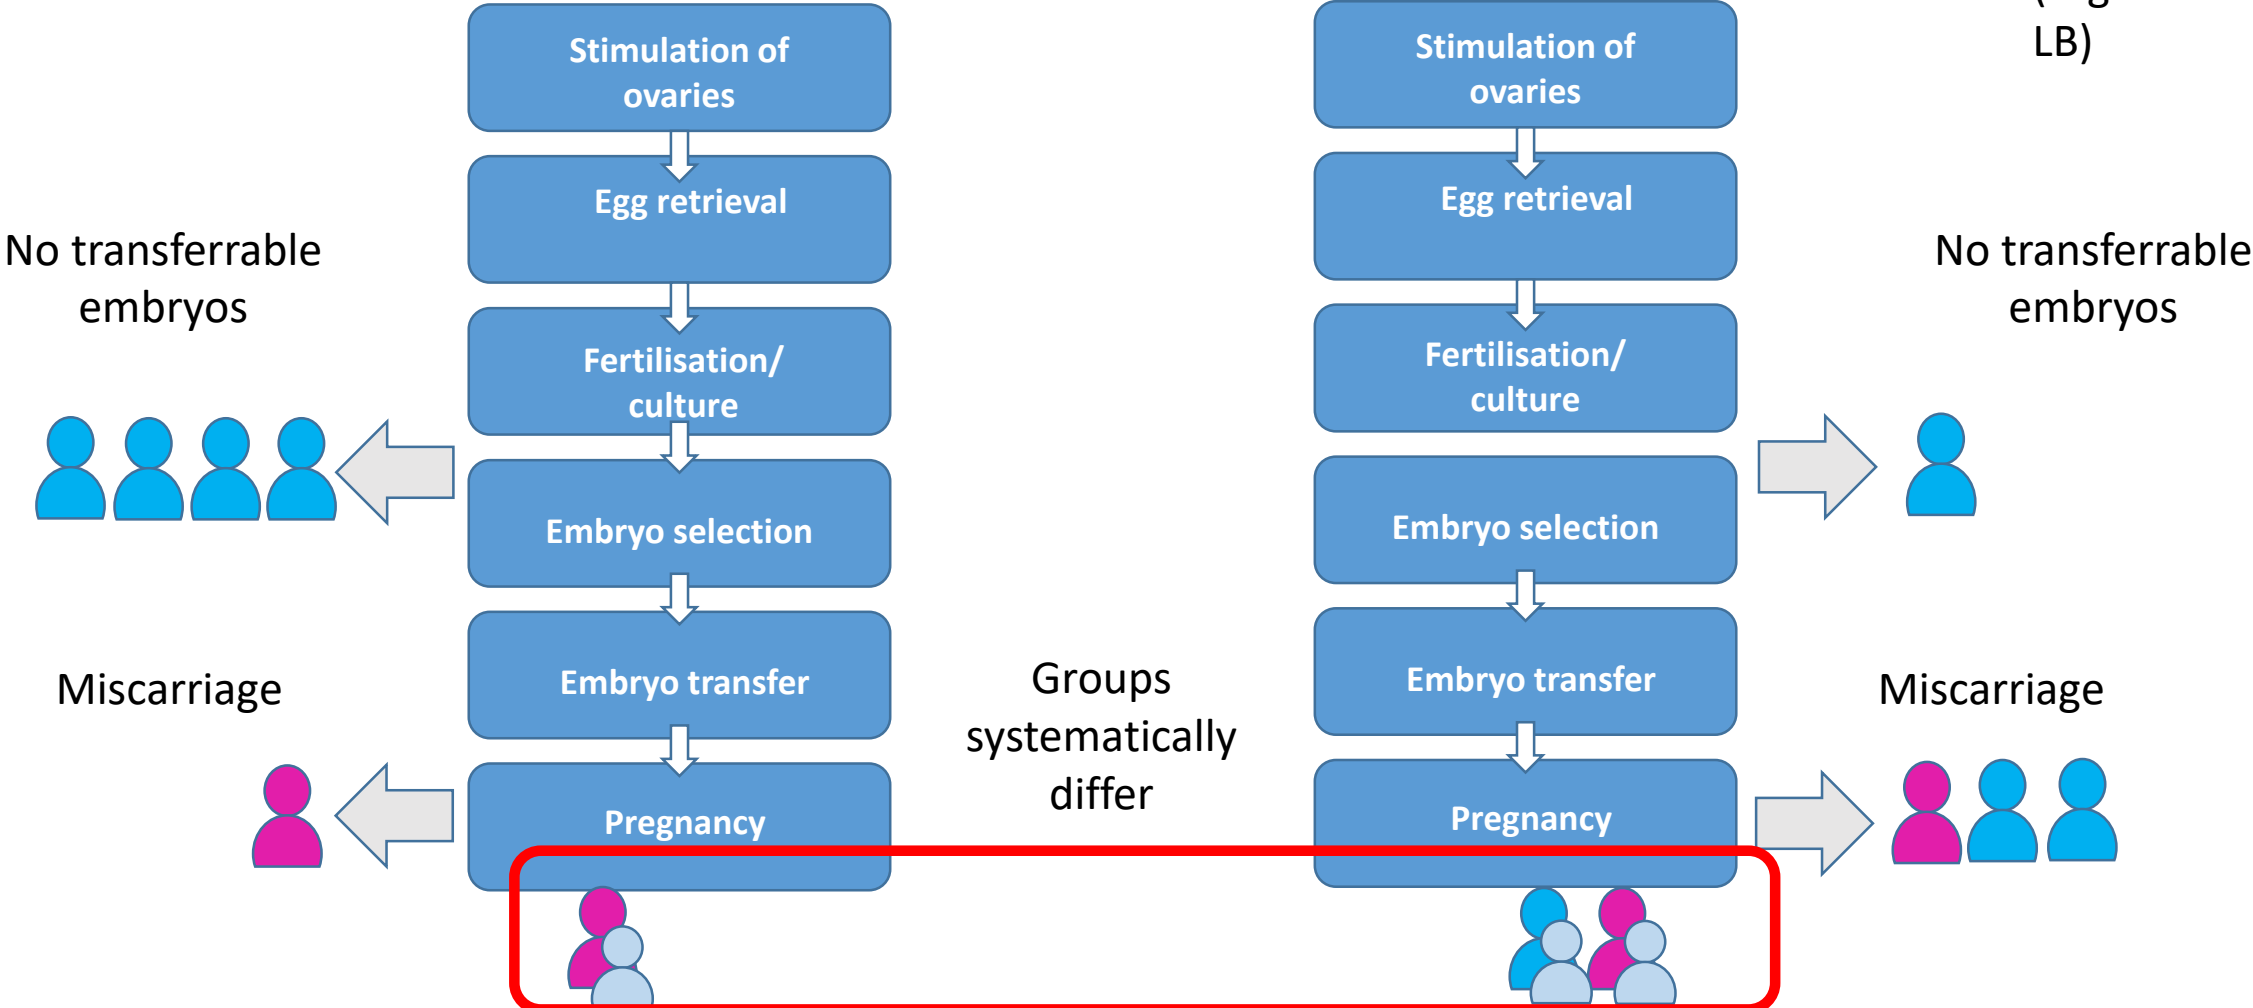 LB)
Stimulation of
ovaries
Egg retrieval
No transferrable
embryos
Fertilisation/
culture
Embryo selection
Embryo transfer
Miscarriage
Pregnancy
Groups
systematically
differ
Stimulation of
ovaries
Egg retrieval
No transferrable
embryos
Fertilisation/
culture
Embryo selection
Embryo transfer
Miscarriage
Pregnancy